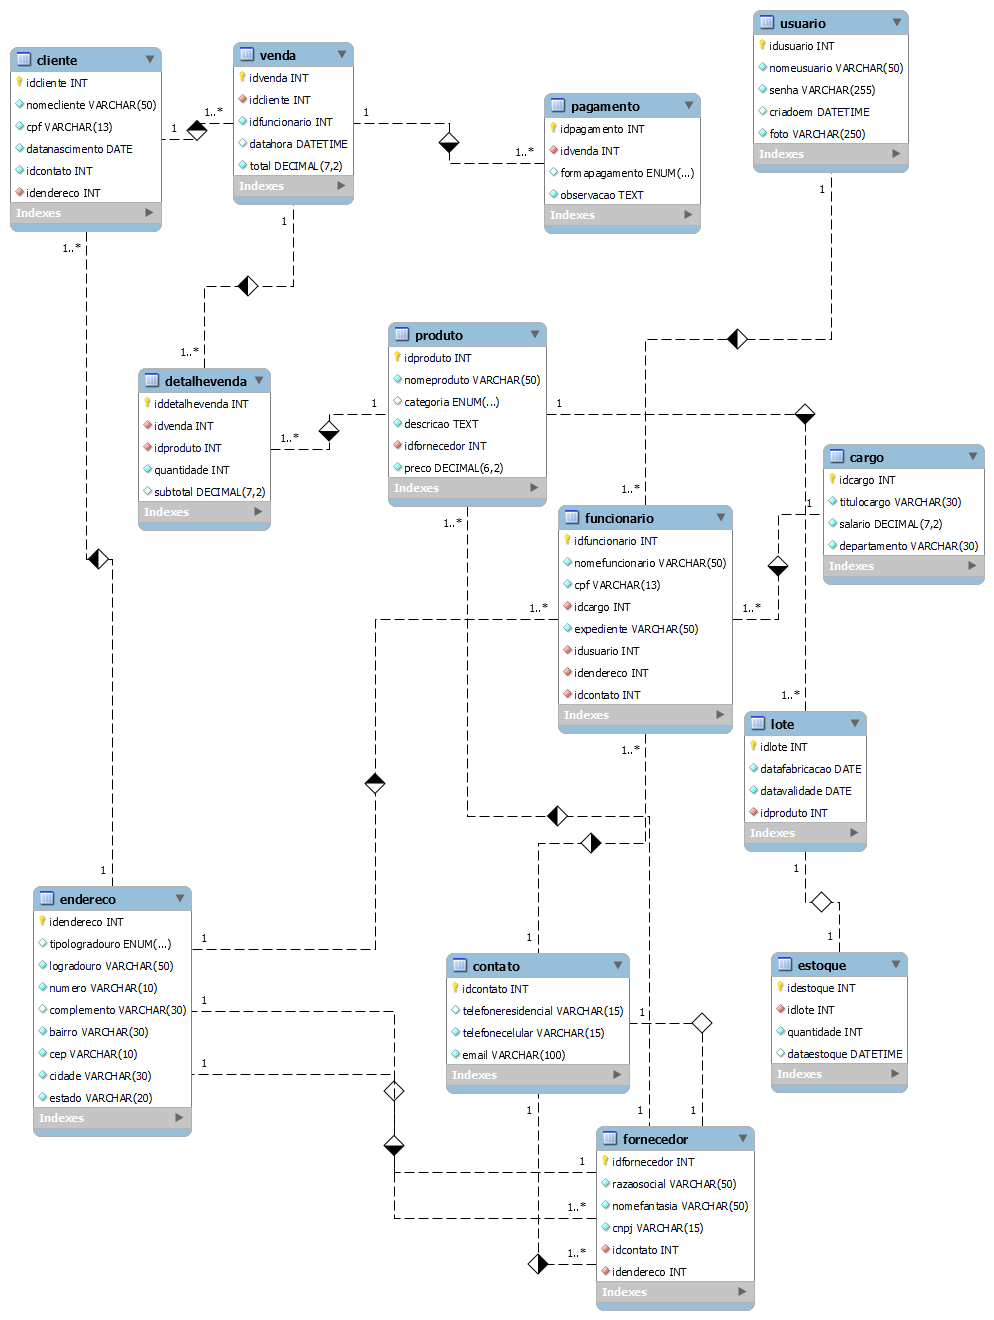 usuario
idusuario INT
nomeusuario VARCHAR(50)
senha VARCHAR(255)
criadoem DATETIME
foto VARCHAR(250)
Indexes
1
cliente
idcliente INT
nomecliente VARCHAR(50)
cpf VARCHAR(13)
datanascimento DATE
idcontato INT
idendereco INT
Indexes
1
1..*
1..*
venda
idvenda INT
idcliente INT
idfuncionario INT
datahora DATETIME
total DECIMAL(7,2)
Indexes
1
1..*
1
1..*
pagamento
idpagamento INT
idvenda INT
formapagamento ENUM(...)
observacao TEXT
Indexes
detalhevenda
iddetalhevenda INT
idvenda INT
idproduto INT
quantidade INT
subtotal DECIMAL(7,2)
Indexes
1..*
1
produto
idproduto INT
nomeproduto VARCHAR(50)
categoria ENUM(...)
descricao TEXT
idfornecedor INT
preco DECIMAL(6,2)
Indexes
1
1..*
1..*
cargo
idcargo INT
titulocargo VARCHAR(30)
salario DECIMAL(7,2)
departamento VARCHAR(30)
Indexes
1
funcionario
idfuncionario INT
nomefuncionario VARCHAR(50)
cpf VARCHAR(13)
idcargo INT
expediente VARCHAR(50)
idusuario INT
idendereco INT
idcontato INT
Indexes
1..*
1..*
1..*
1..*
lote
idlote INT
datafabricacao DATE
datavalidade DATE
idproduto INT
Indexes
1
1
endereco
idendereco INT
tipologradouro ENUM(...)
logradouro VARCHAR(50)
numero VARCHAR(10)
complemento VARCHAR(30)
bairro VARCHAR(30)
cep VARCHAR(10)
cidade VARCHAR(30)
estado VARCHAR(20)
Indexes
1
1
1
1
contato
idcontato INT
telefoneresidencial VARCHAR(15)
telefonecelular VARCHAR(15)
email VARCHAR(100)
Indexes
1
1
1
estoque
idestoque INT
idlote INT
quantidade INT
dataestoque DATETIME
Indexes
1
1
fornecedor
idfornecedor INT
razaosocial VARCHAR(50)
nomefantasia VARCHAR(50)
cnpj VARCHAR(15)
idcontato INT
idendereco INT
Indexes
1
1..*
1..*